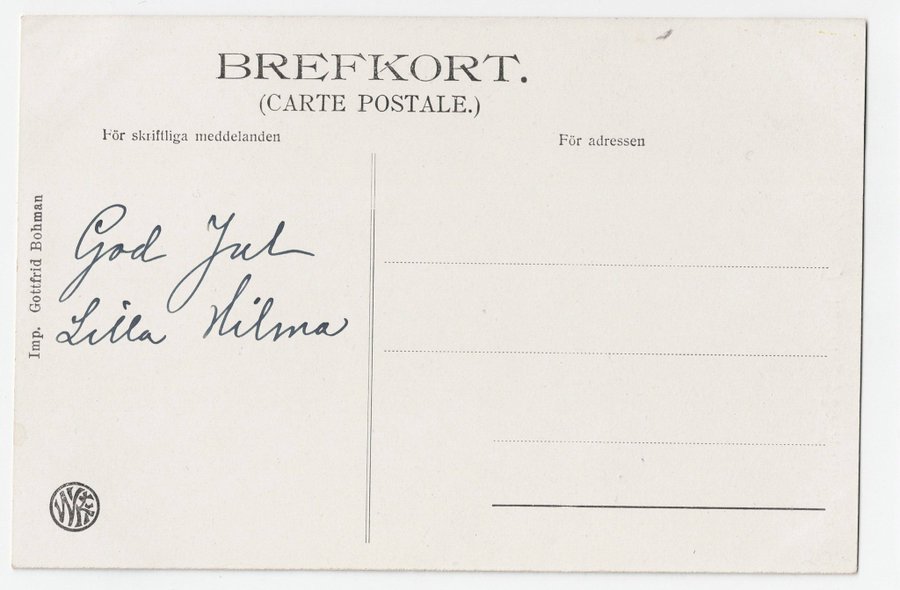 BREFKORT.
(CARTE POSTALE.)
För skriftliga meddelanden
För adressen
Imp. Gottfrid Bohman
God Jul
Lilla Hilma